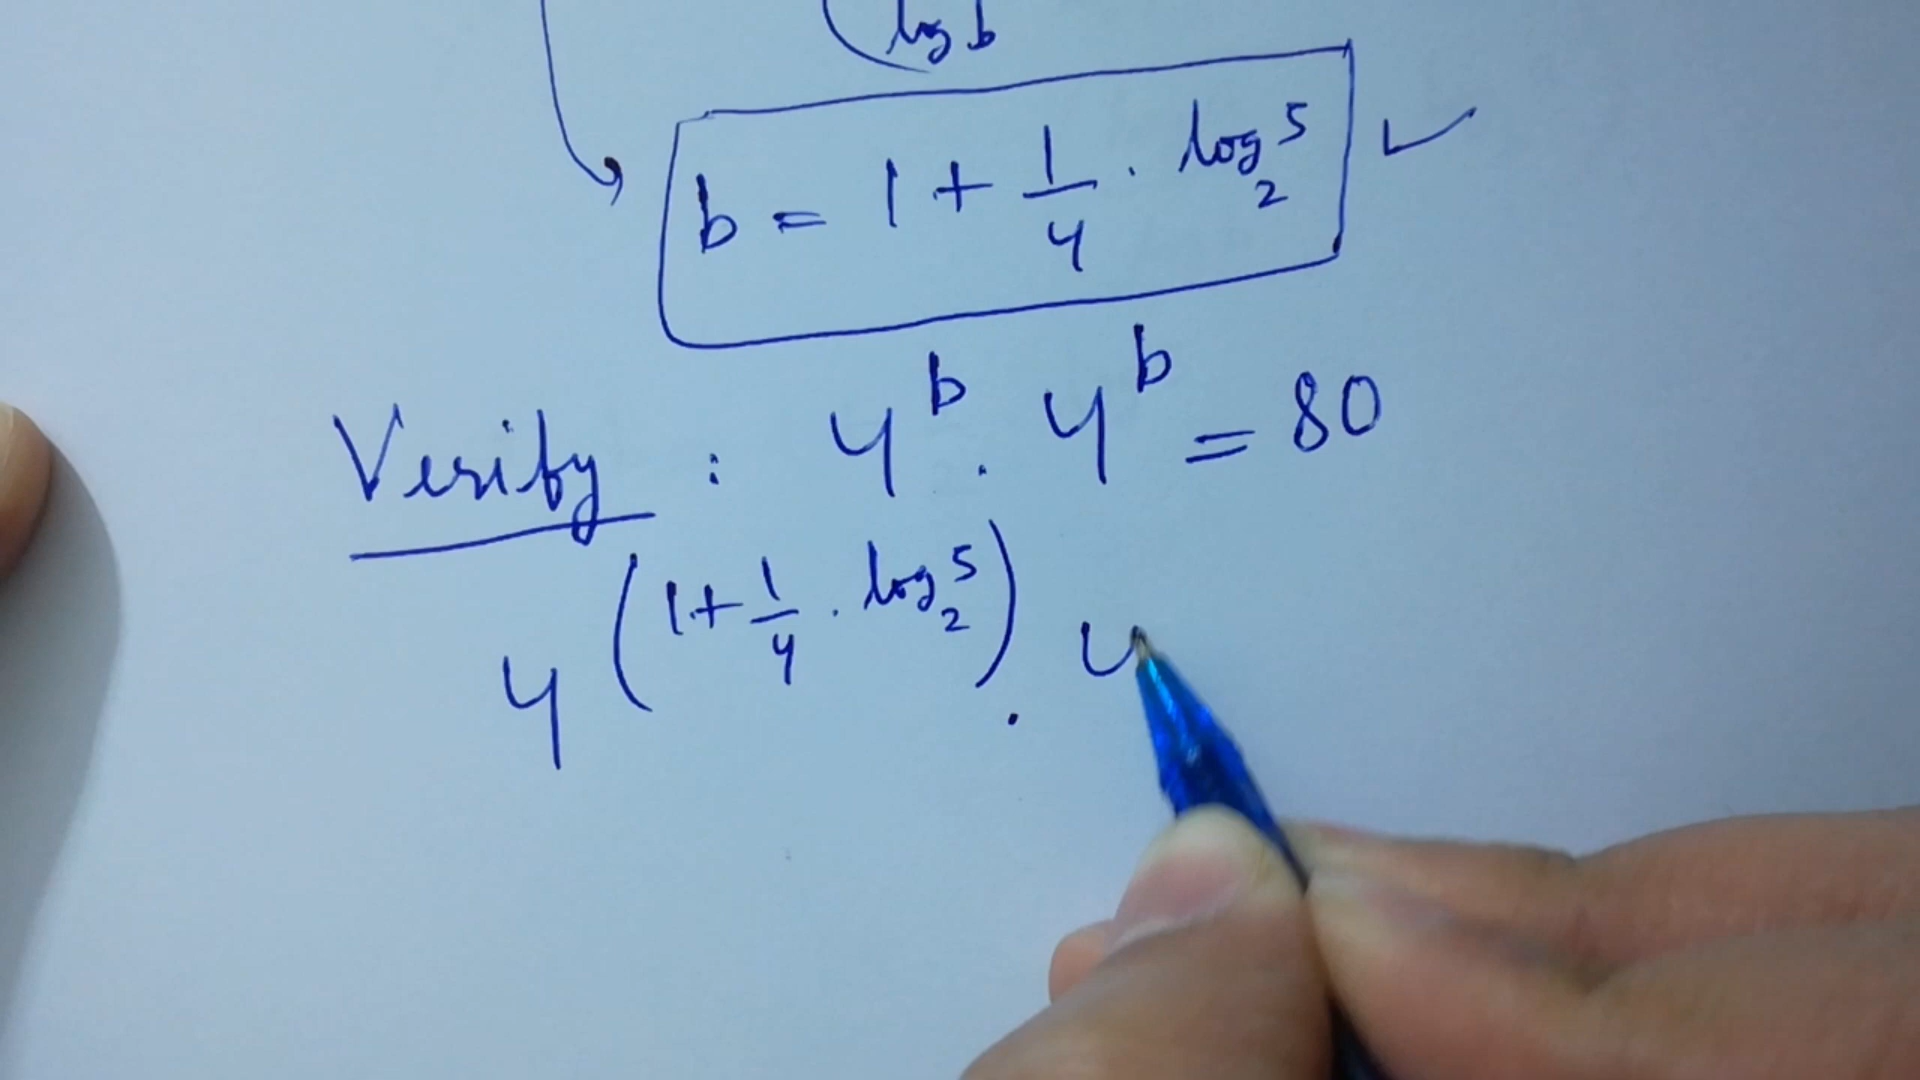 log b
b = 1 + 1/4 · log₂5
Verify : 4^b · 4^b = 80
4^(1+1/4 · log₂5) · 4